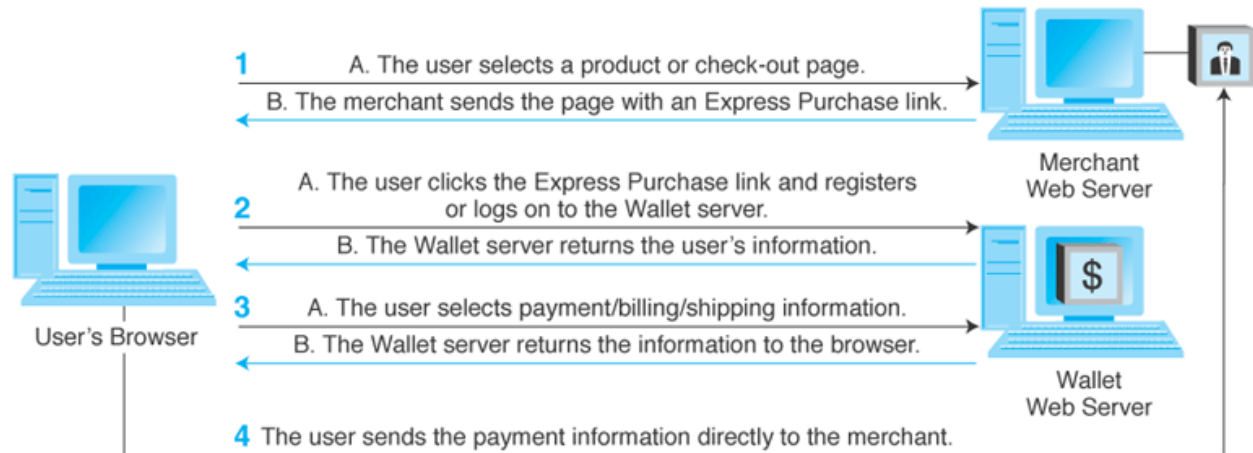 1
A. The user selects a product or check-out page.
B. The merchant sends the page with an Express Purchase link.
Merchant
Web Server
A. The user clicks the Express Purchase link and registers
2 or logs on to the Wallet server.
B. The Wallet server returns the user's information.
$
3
A. The user selects payment/billing/shipping information.
User's Browser
B. The Wallet server returns the information to the browser.
Wallet
Web Server
4 The user sends the payment information directly to the merchant.